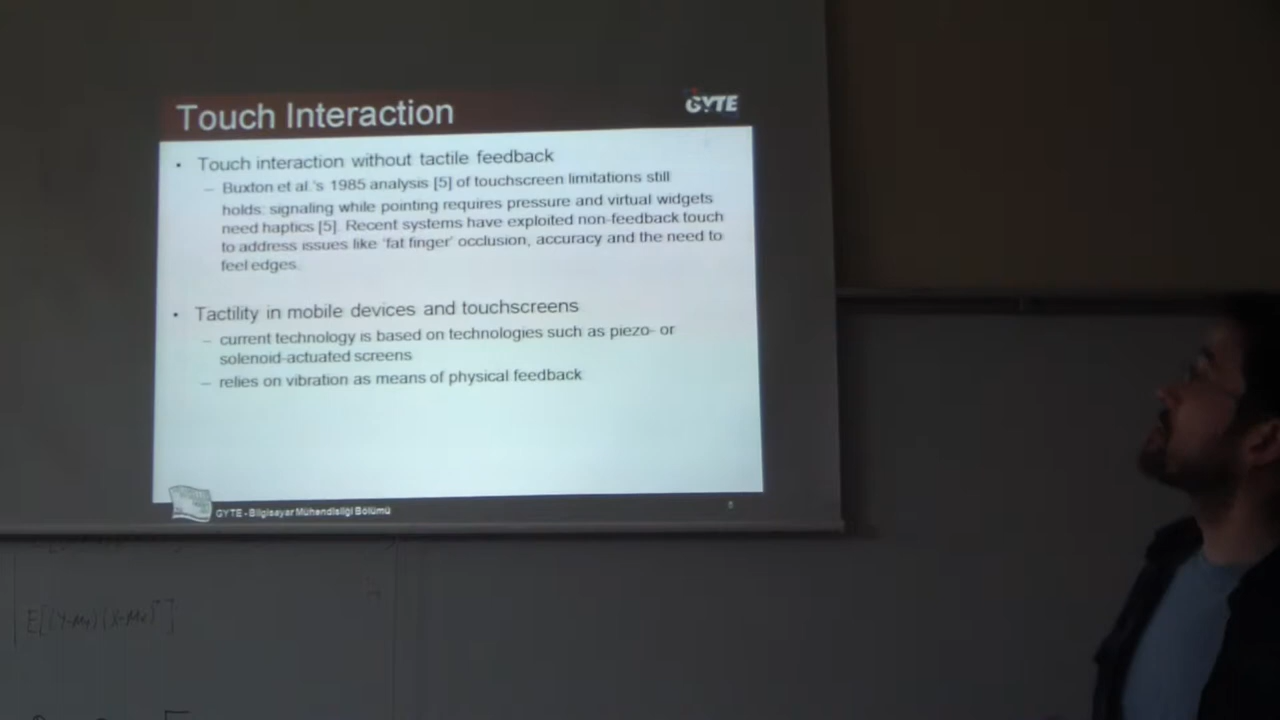 Touch Interaction
GYTE
• Touch interaction without tactile feedback
– Buxton et al.'s 1985 analysis [5] of touchscreen limitations still
holds: signaling while pointing requires pressure and virtual widgets
need haptics [5]. Recent systems have exploited non-feedback touch
to address issues like 'fat finger' occlusion, accuracy and the need to
feel edges.
• Tactility in mobile devices and touchscreens
– current technology is based on technologies such as piezo- or
solenoid-actuated screens
– relies on vibration as means of physical feedback
GYTE - Bilgisayar Mühendisliği Bölümü